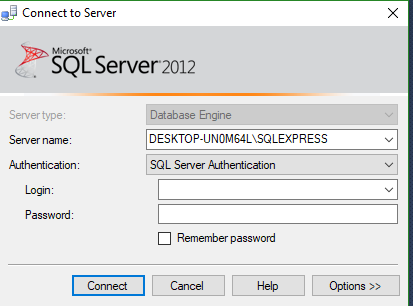 Connect to Server
Microsoft®
SQL Server® 2012
Server type: Database Engine
Server name: DESKTOP-UN0M64L\SQLEXPRESS
Authentication: SQL Server Authentication
Login:
Password:
Remember password
Connect Cancel Help Options >>